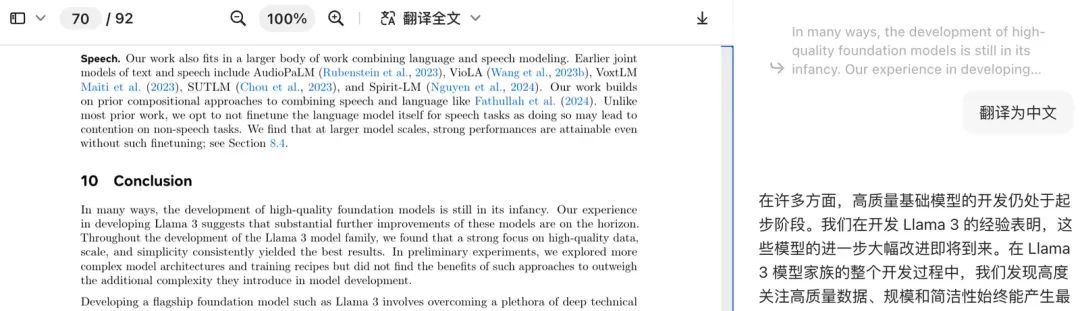 70 / 92
100%
翻译全文
Speech. Our work also fits in a larger body of work combining language and speech modeling. Earlier joint
models of text and speech include AudioPaLM (Rubenstein et al., 2023), VioLA (Wang et al., 2023b), VoxtLM
Maiti et al. (2023), SUTLM (Chou et al., 2023), and Spirit-LM (Nguyen et al., 2024). Our work builds
on prior compositional approaches to combining speech and language like Fathullah et al. (2024). Unlike
most prior work, we opt to not finetune the language model itself for speech tasks as doing so may lead to
contention on non-speech tasks. We find that at larger model scales, strong performances are attainable even
without such finetuning; see Section 8.4.
10 Conclusion
In many ways, the development of high-quality foundation models is still in its infancy. Our experience
in developing Llama 3 suggests that substantial further improvements of these models are on the horizon.
Throughout the development of the Llama 3 model family, we found that a strong focus on high-quality data,
scale, and simplicity consistently yielded the best results. In preliminary experiments, we explored more
complex model architectures and training recipes but did not find the benefits of such approaches to outweigh
the additional complexity they introduce in model development.
Developing a flagship foundation model such as Llama 3 involves overcoming a plethora of deep technical
In many ways, the development of high-
quality foundation models is still in its
infancy. Our experience in developing...
翻译为中文
在许多方面，高质量基础模型的开发仍处于起
步阶段。我们在开发 Llama 3 的经验表明，这
些模型的进一步大幅改进即将到来。在 Llama
3 模型家族的整个开发过程中，我们发现高度
关注高质量数据、规模和简洁性始终能产生最